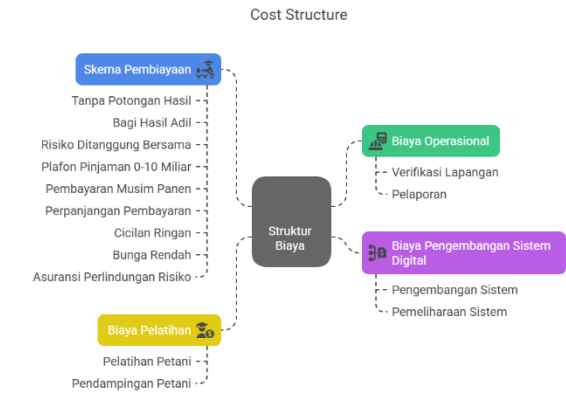 Cost Structure
Skema Pembiayaan
Tanpa Potongan Hasil
Bagi Hasil Adil
Risiko Ditanggung Bersama
Plafon Pinjaman 0-10 Miliar
Pembayaran Musim Panen
Perpanjangan Pembayaran
Cicilan Ringan
Bunga Rendah
Asuransi Perlindungan Risiko
Biaya Pelatihan
Pelatihan Petani
Pendampingan Petani
Struktur
Biaya
Biaya Operasional
Verifikasi Lapangan
Pelaporan
Biaya Pengembangan Sistem
Digital
Pengembangan Sistem
Pemeliharaan Sistem